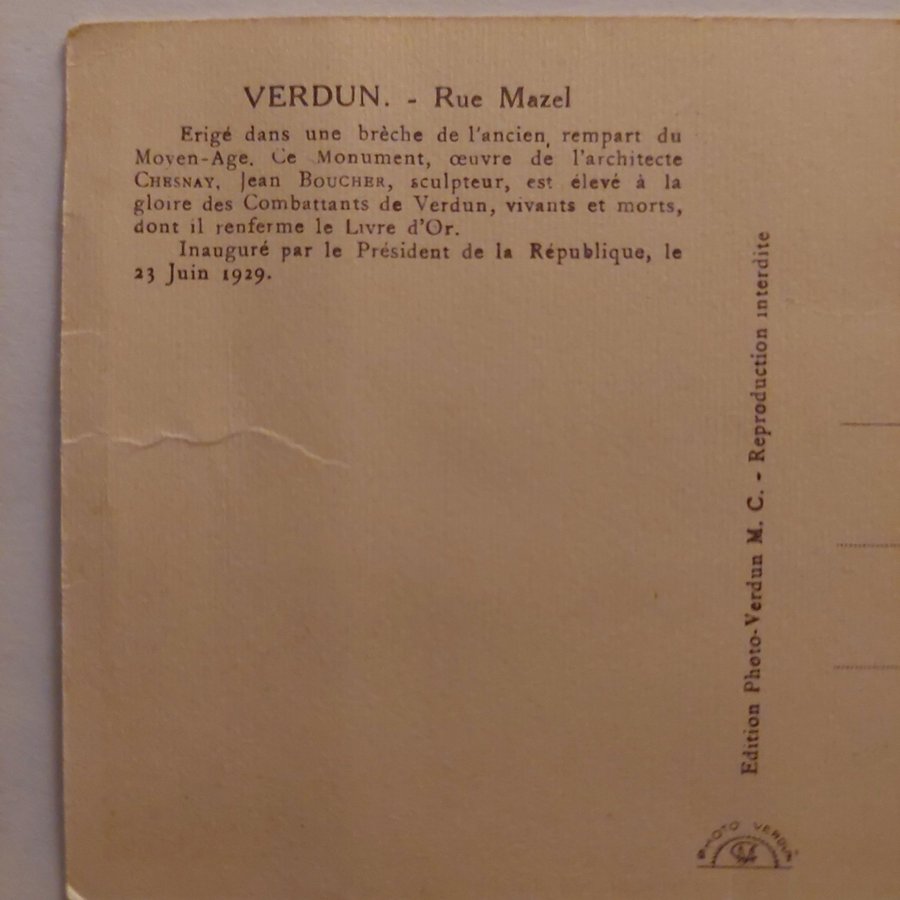 VERDUN. - Rue Mazel
Erigé dans une brèche de l'ancien, rempart du
Moyen-Age. Ce Monument, œuvre de l'architecte
CHESNAY, Jean BOUCHER, sculpteur, est élevé à la
gloire des Combattants de Verdun, vivants et morts,
dont il renferme le Livre d'Or.
Inauguré par le Président de la République, le
23 Juin 1929.
Edition Photo-Verdun M. C. - Reproduction interdite
PHOTO VERDUN